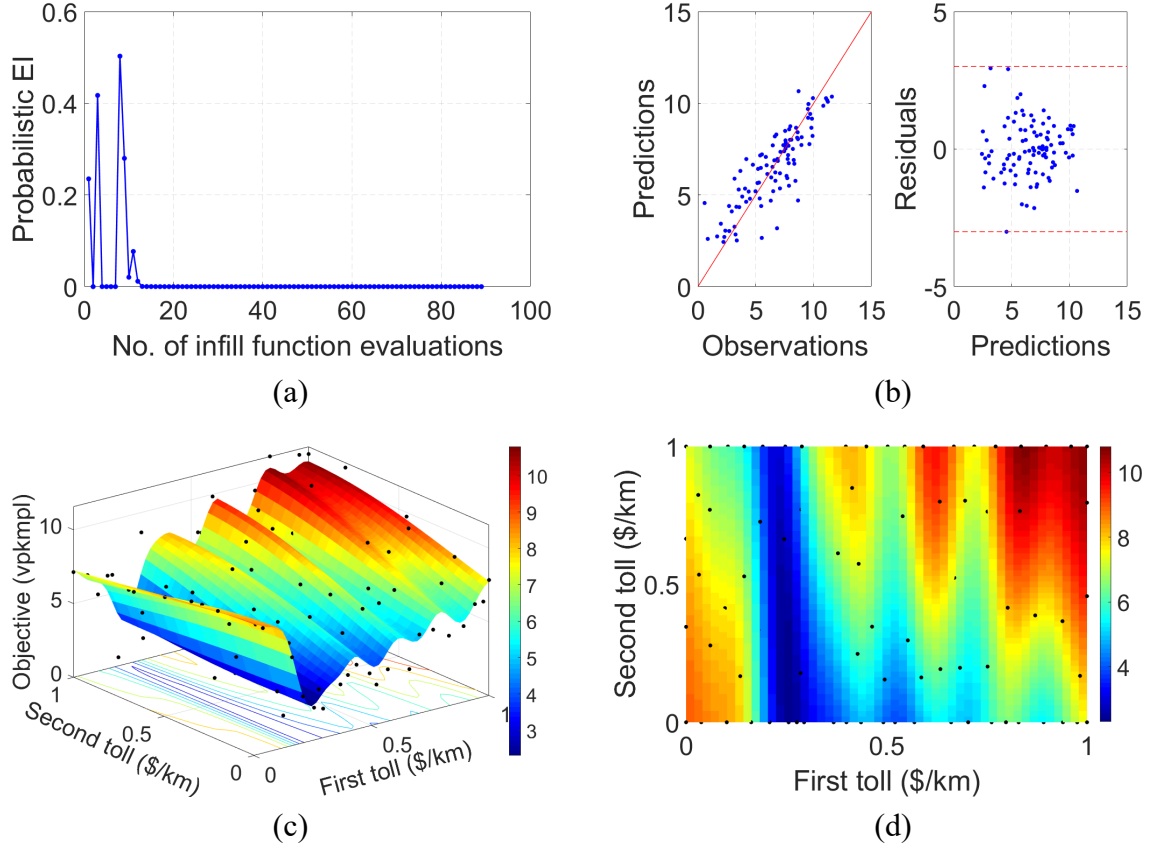 0.6
0.4
0.2
0
Probabilistic EI
0 20 40 60 80 100
No. of infill function evaluations
(a)
15
10
5
0
Predictions
0 5 10 15
Observations
5
0
-5
Residuals
0 5 10 15
Predictions
(b)
10
5
0
Objective (vpkmpl)
1
0.5
0
Second toll ($/km)
0
0.5
1
First toll ($/km)
10
9
8
7
6
5
4
3
(c)
1
0.5
0
Second toll ($/km)
0 0.5 1
First toll ($/km)
10
8
6
4
(d)